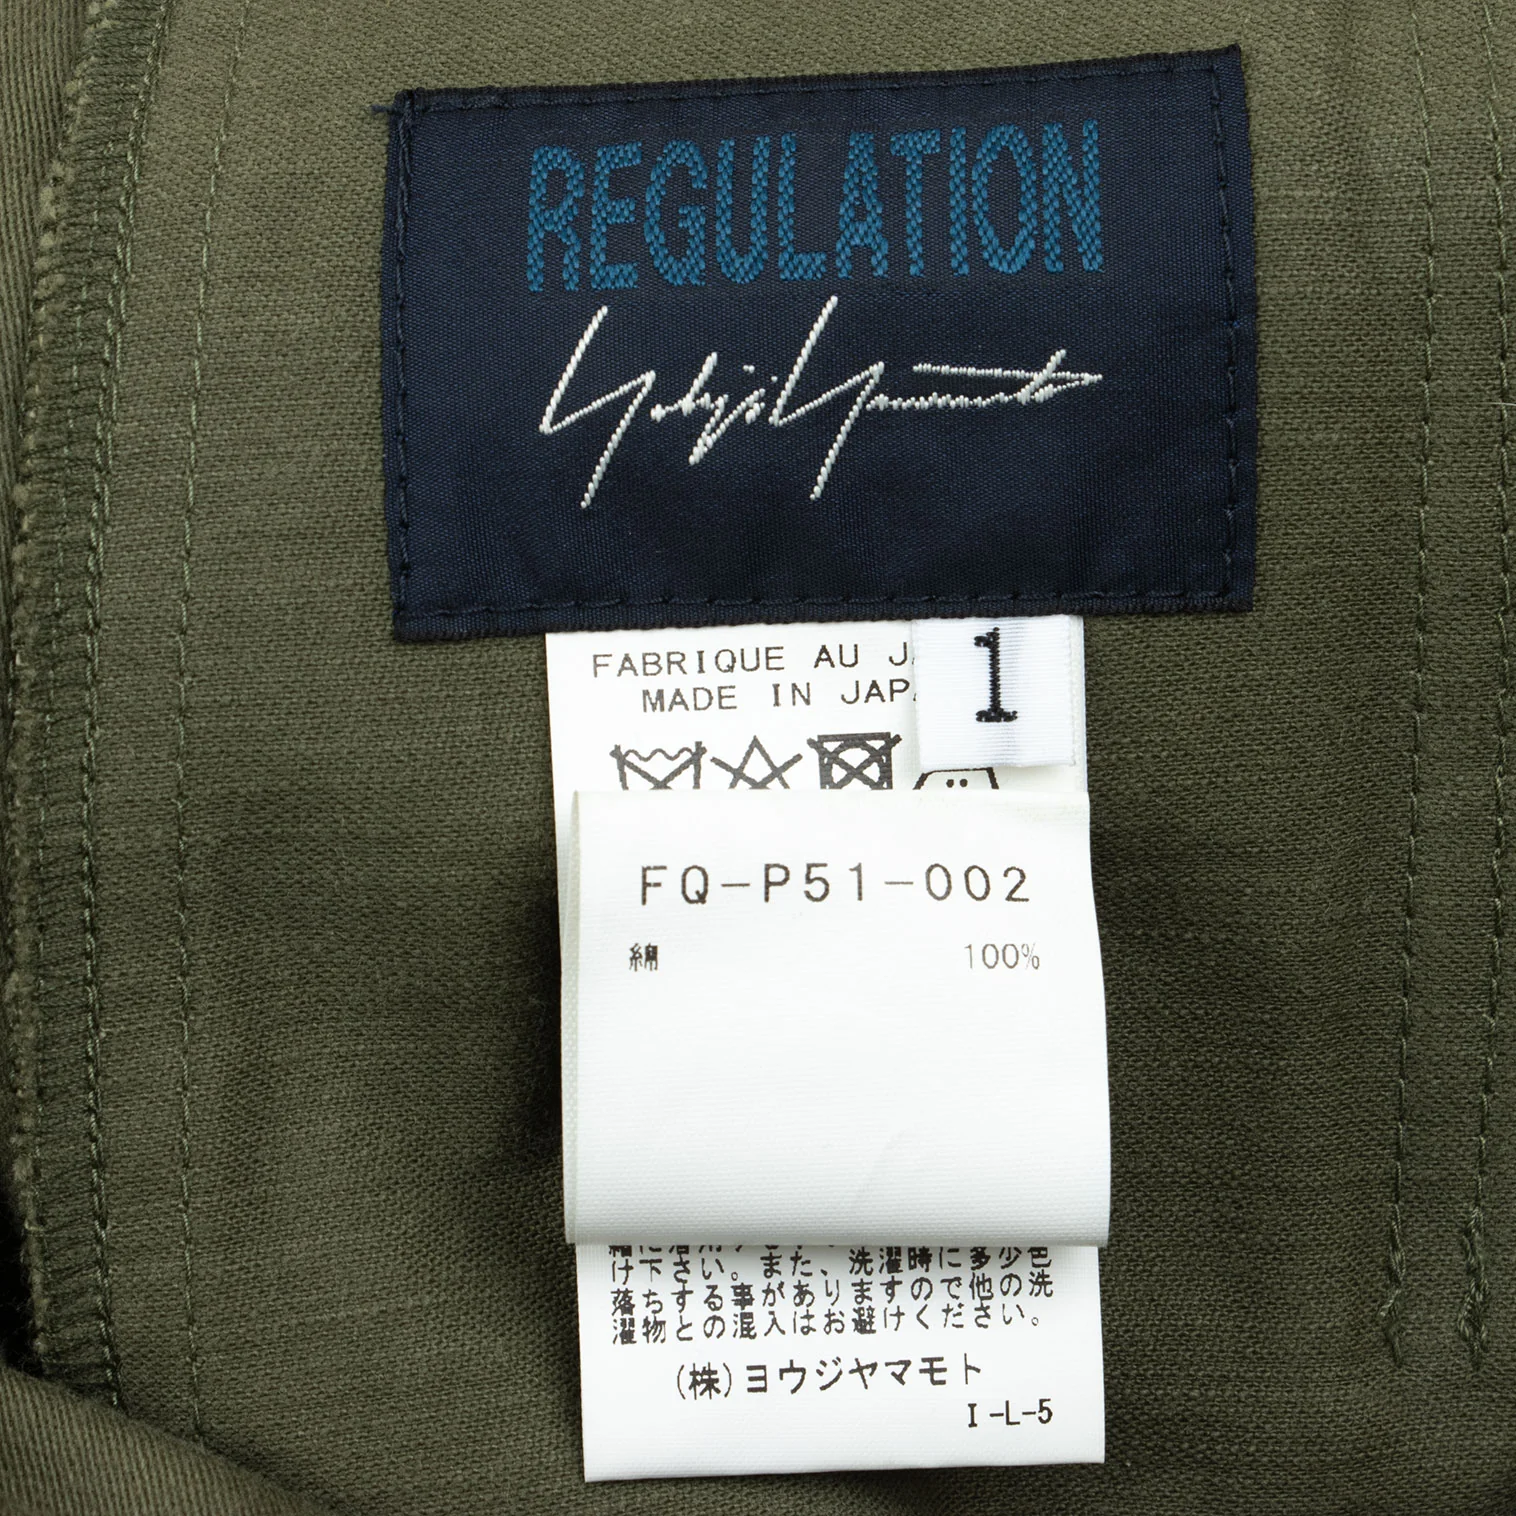 REGULATION
Yohji Yamamoto
FABRIQUE AU J
MADE IN JAPA
1
FQ-P51-002
綿 100%
け下さい。また、洗濯時に多少色
落ちする事がありますので他の洗
濯物との混入はお避けください。
(株)ヨウジヤマモト
I-L-5